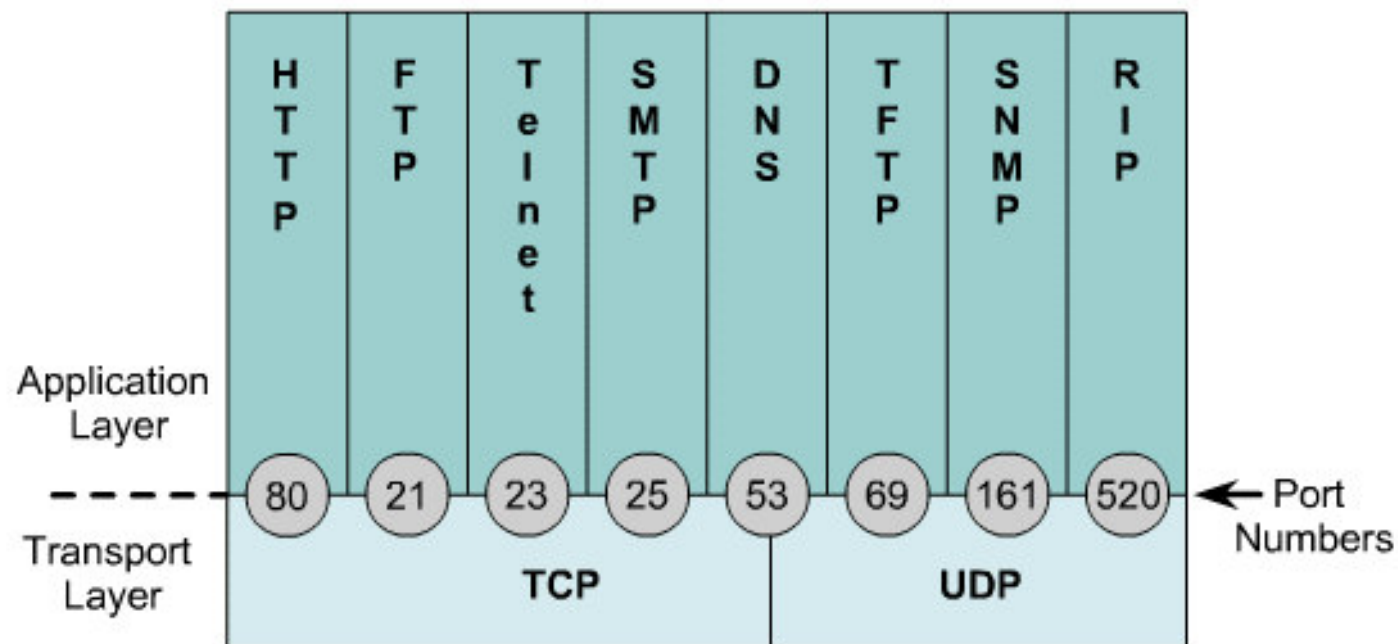 HTTP
FTP
Telnet
SMTP
DNS
TFTP
SNMP
RIP
Application
Layer
80 21 23 25 53 69 161 520
Port
Numbers
Transport
Layer
TCP UDP